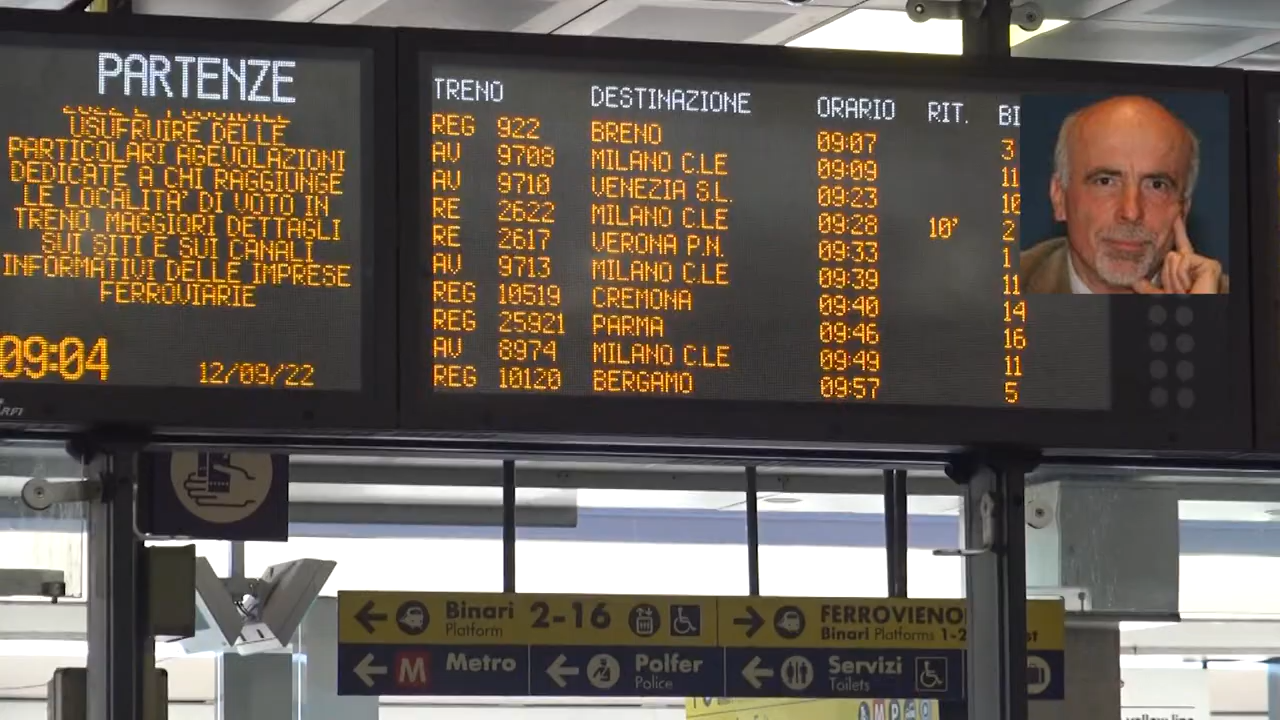 PARTENZE
USUFRUIRE DELLE
PARTICOLARI AGEVOLAZIONI
DEDICATE A CHI RAGGIUNGE
LE LOCALITA' DI VOTO IN
TRENO. MAGGIORI DETTAGLI
SUI SITI E SUI CANALI
INFORMATIVI DELLE IMPRESE
FERROVIARIE
09:04 12/09/22
RFI
TRENO DESTINAZIONE ORARIO RIT. BI
REG 922 BRENO 09:07 3
AV 9708 MILANO C.LE 09:09 11
AV 9710 VENEZIA S.L. 09:23 10
RE 2622 MILANO C.LE 09:28 10' 2
RE 2617 VERONA P.N. 09:33 1
AV 9713 MILANO C.LE 09:39 11
REG 10519 CREMONA 09:40 14
REG 25921 PARMA 09:46 16
AV 8974 MILANO C.LE 09:49 11
REG 10120 BERGAMO 09:57 5
Binari 2-16
Platform
FERROVIENO
Binari Platforms 1-2 st
M Metro
Polfer
Police
Servizi
Toilets
M P